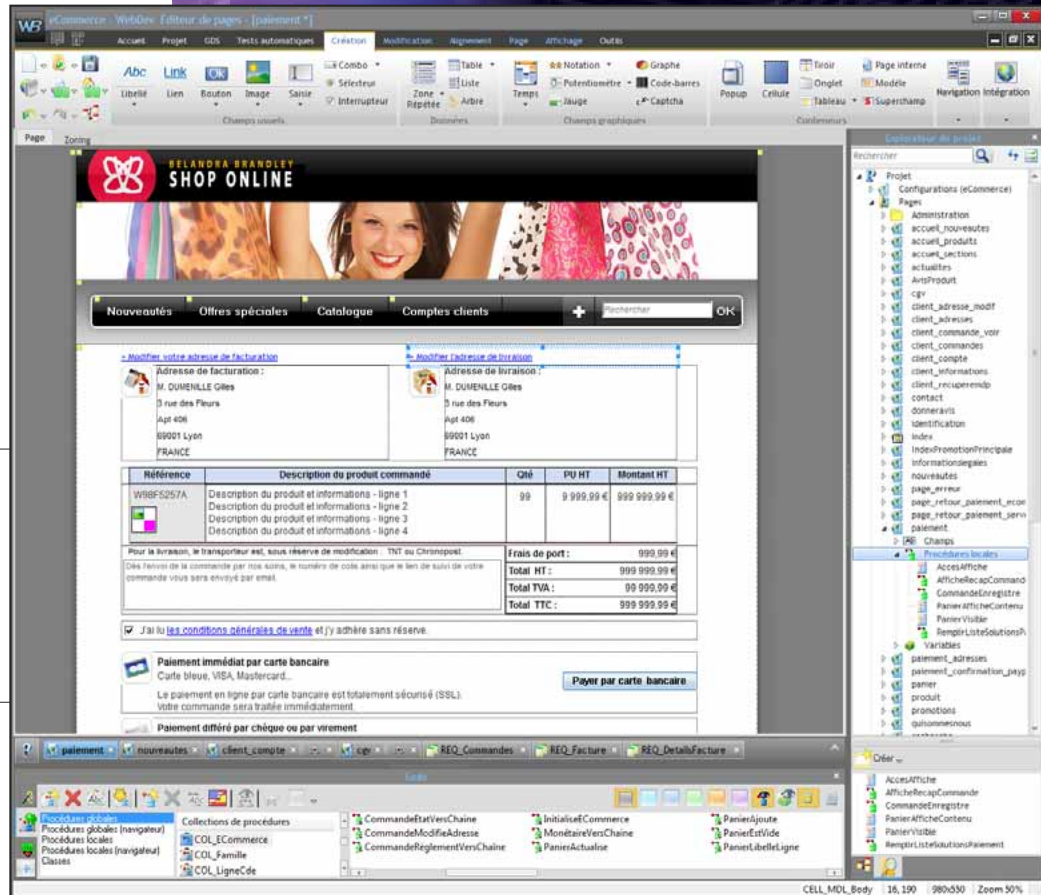 eCommerce - WebDev Editeur de pages - [paiement *]
WB
Accueil Projet GDS Tests automatiques Création Modification Alignement Page Affichage Outils
Abc Link OK
Combo Table Notation Graphe Tiroir Page interne
Sélecteur Liste Potentiomètre Code-barres Onglet Modèle
Interrupteur Arbre Jauge Captcha Tableau Superchamp
Libellé Lien Bouton Image Saisie Zone Répétée Temps Popup Cellule Navigation Intégration
Champs usuels Données Champs graphiques Conteneurs
Page Zoning
BELANDRA BRANDLEY
SHOP ONLINE
Nouveautés Offres spéciales Catalogue Comptes clients Rechercher OK
- Modifier votre adresse de facturation
Adresse de facturation :
M. DUMENILLE Gilles
3 rue des Fleurs
Apt 406
69001 Lyon
FRANCE
- Modifier l'adresse de livraison
Adresse de livraison :
M. DUMENILLE Gilles
3 rue des Fleurs
Apt 406
69001 Lyon
FRANCE
Référence Description du produit commandé Qté PU HT Montant HT
W98F5257A Description du produit et informations - ligne 1 99 9 999,99 € 999 999,99 €
Description du produit et informations - ligne 2
Description du produit et informations - ligne 3
Description du produit et informations - ligne 4
Pour la livraison, le transporteur est, sous réserve de modification : TNT ou Chronopost.
Dès l'envoi de la commande par nos soins, le numéro de colis ainsi que le lien de suivi de votre
commande vous sera envoyé par email.
Frais de port : 999,99 €
Total HT : 999 999,99 €
Total TVA : 99 999,99 €
Total TTC : 999 999,99 €
J'ai lu les conditions générales de vente et j'y adhère sans réserve.
Paiement immédiat par carte bancaire
Carte bleue, VISA, Mastercard...
Le paiement en ligne par carte bancaire est totalement sécurisé (SSL).
Votre commande sera traitée immédiatement.
Payer par carte bancaire
Paiement différé par chèque ou par virement
Explorateur de projet
Rechercher
Projet
Configurations (eCommerce)
Pages
Administration
accueil_nouveautes
accueil_produits
accueil_sections
actualites
AvisProduit
cgv
client_adresse_modif
client_adresses
client_commande_voir
client_commandes
client_compte
client_informations
client_recuperemdp
contact
donneravis
identification
index
IndexPromotionPrincipale
informationslegales
nouveautes
page_erreur
page_retour_paiement_econ
page_retour_paiement_servi
paiement
Champs
Procédures locales
AccesAffiche
AfficheRecapCommand
CommandeEnregistre
PanierAfficheContenu
PanierVisible
RemplirListeSolutionsPa
Variables
paiement_adresses
paiement_confirmation_payp
panier
produit
promotions
quisommesnous
recherche
Créer
AccesAffiche
AfficheRecapCommande
CommandeEnregistre
PanierAfficheContenu
PanierVisible
RemplirListeSolutionsPaiement
paiement nouveautes client_compte cgv REQ_Commandes REQ_Facture REQ_DetailsFacture
Code
Procédures globales
Procédures globales (navigateur)
Procédures locales
Procédures locales (navigateur)
Classes
Collections de procédures
COL_ECommerce
COL_Famille
COL_LigneCde
CommandeEtatVersChaine InitialiseECommerce PanierAjoute
CommandeModifieAdresse MonétaireVersChaine PanierEstVide
CommandeRèglementVersChaîne PanierActualise PanierLibelléLigne
CELL_MDL_Body 16, 190 980x550 Zoom 50%